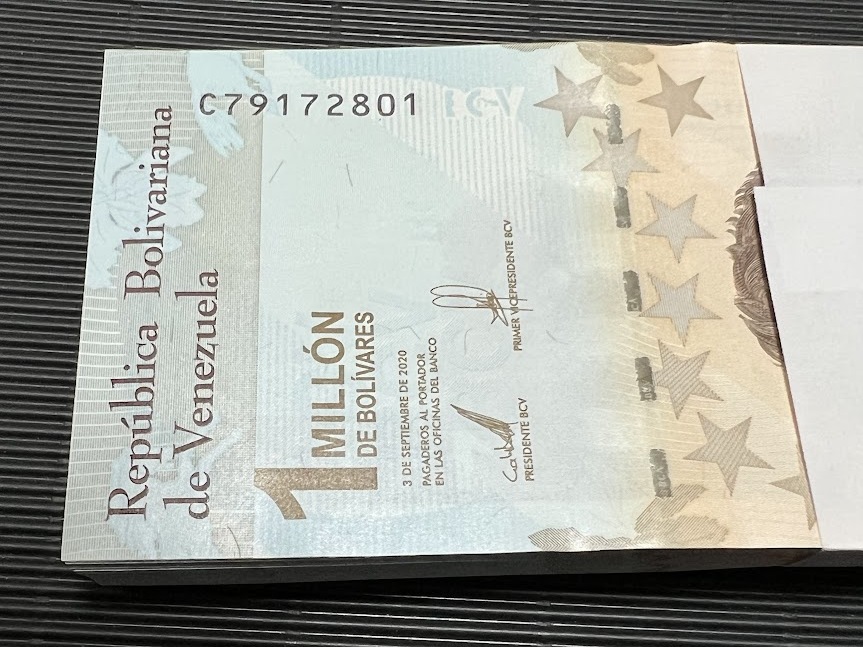 C79172801
BCV
República Bolivariana
de Venezuela
1 MILLÓN
DE BOLÍVARES
3 DE SEPTIEMBRE DE 2020
PAGADEROS AL PORTADOR
EN LAS OFICINAS DEL BANCO
PRESIDENTE BCV
PRIMER VICEPRESIDENTE BCV